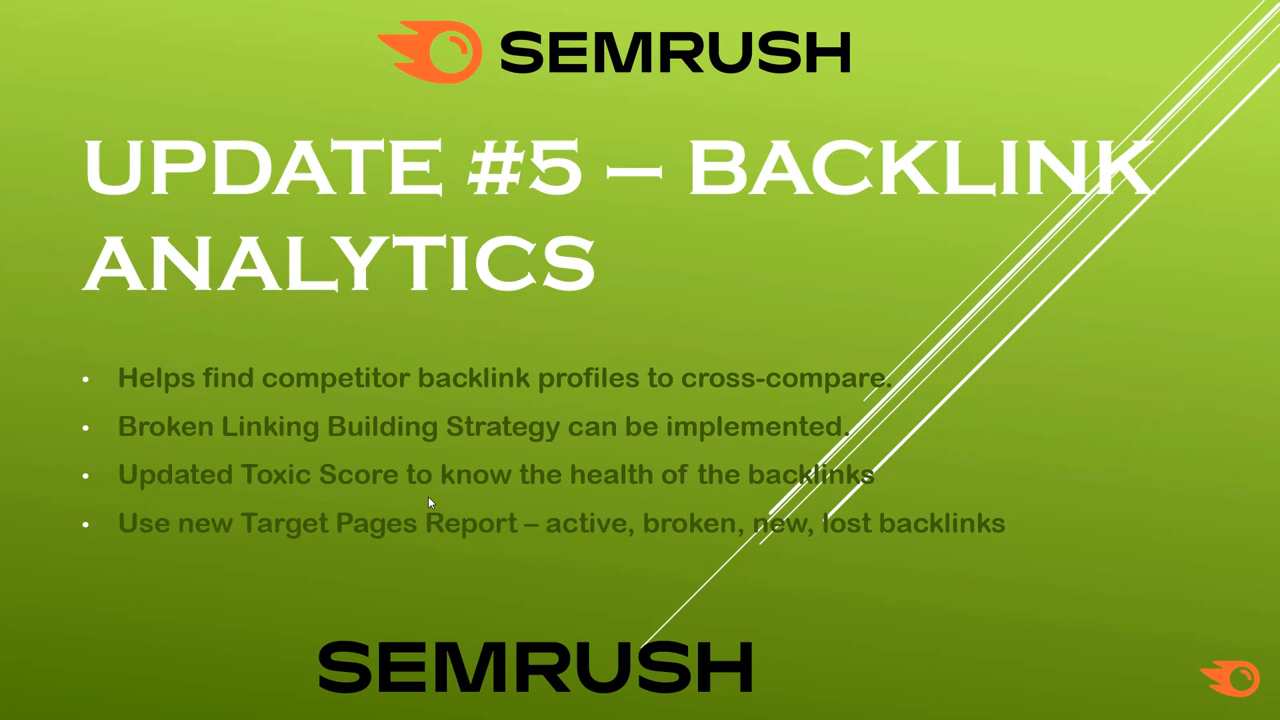 SEMRUSH
UPDATE #5 – BACKLINK
ANALYTICS
• Helps find competitor backlink profiles to cross-compare.
• Broken Linking Building Strategy can be implemented.
• Updated Toxic Score to know the health of the backlinks
• Use new Target Pages Report – active, broken, new, lost backlinks
SEMRUSH